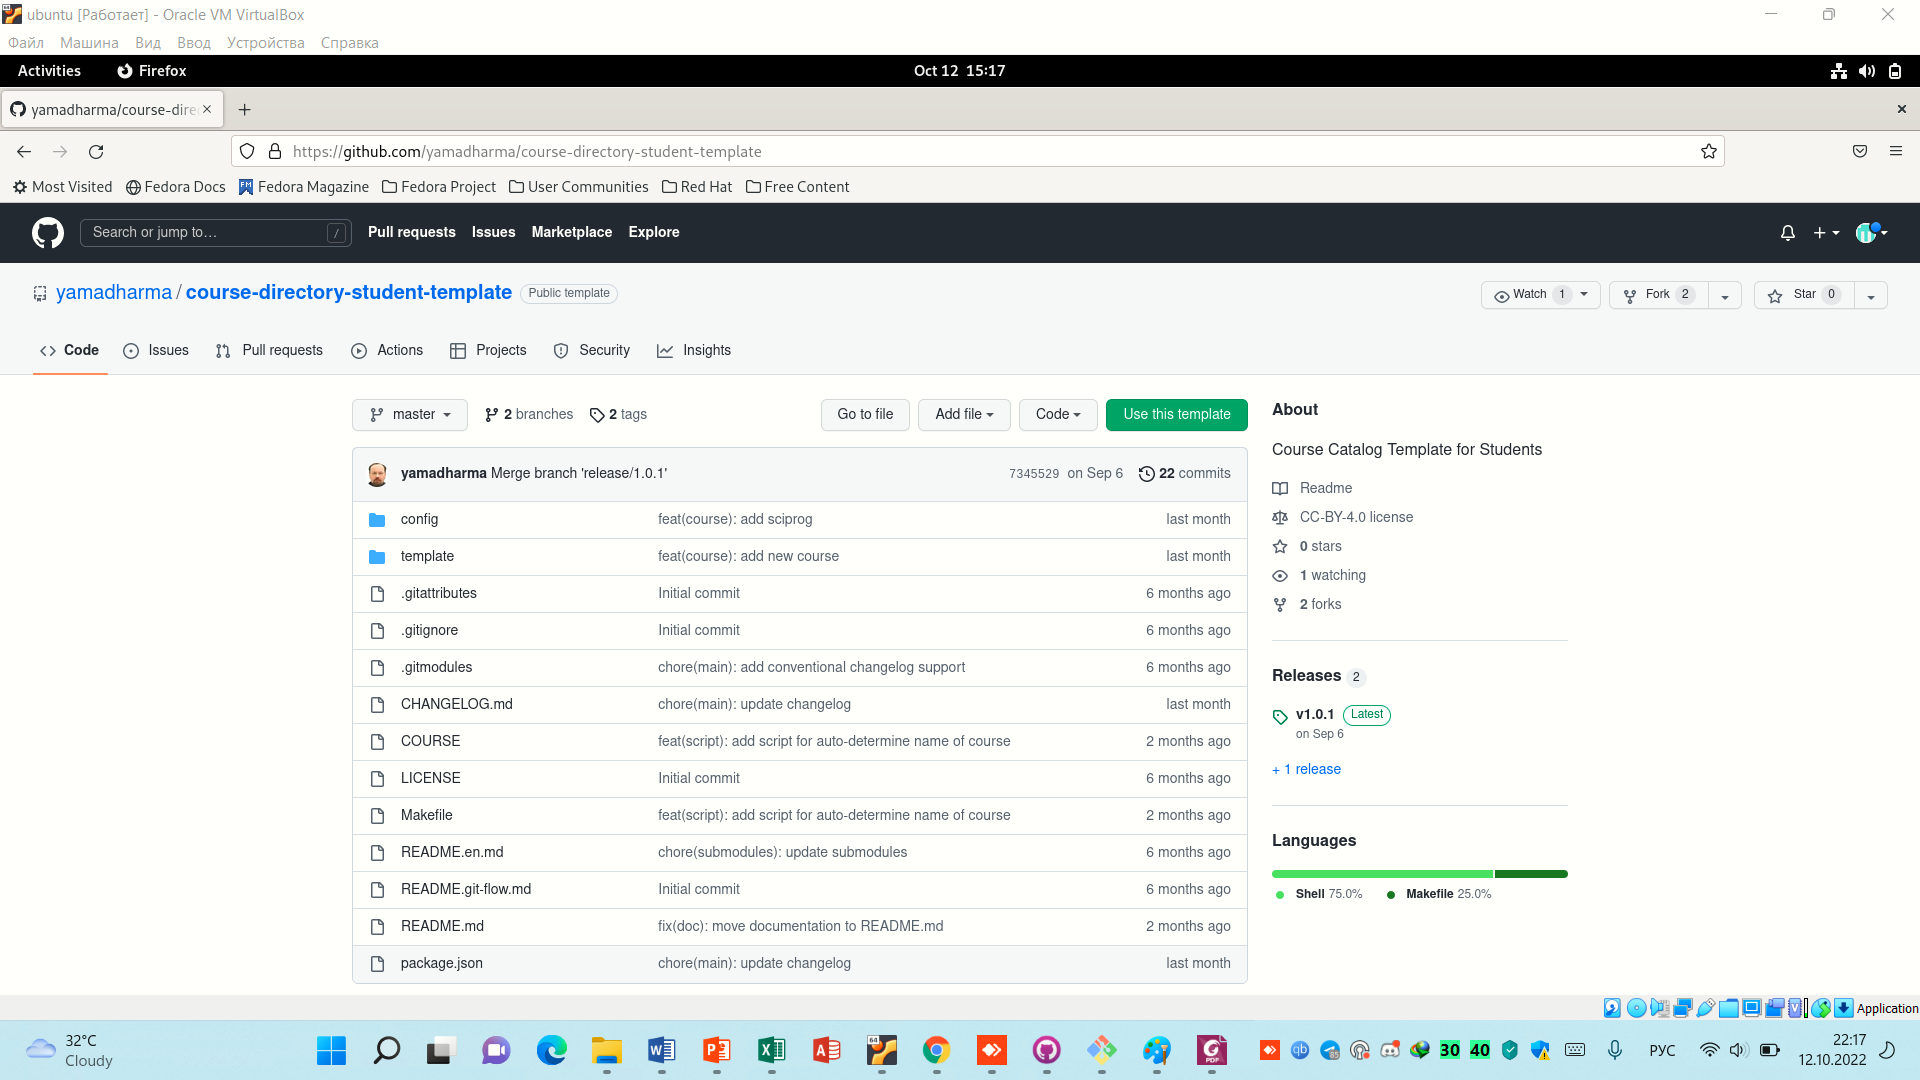 ubuntu [Работает] - Oracle VM VirtualBox
Файл Машина Вид Ввод Устройства Справка
Activities Firefox Oct 12 15:17
yamadharma/course-dire
https://github.com/yamadharma/course-directory-student-template
Most Visited Fedora Docs Fedora Magazine Fedora Project User Communities Red Hat Free Content
Search or jump to… / Pull requests Issues Marketplace Explore
yamadharma / course-directory-student-template Public template Watch 1 Fork 2 Star 0
Code Issues Pull requests Actions Projects Security Insights
master 2 branches 2 tags Go to file Add file Code Use this template
yamadharma Merge branch 'release/1.0.1' 7345529 on Sep 6 22 commits
config feat(course): add sciprog last month
template feat(course): add new course last month
.gitattributes Initial commit 6 months ago
.gitignore Initial commit 6 months ago
.gitmodules chore(main): add conventional changelog support 6 months ago
CHANGELOG.md chore(main): update changelog last month
COURSE feat(script): add script for auto-determine name of course 2 months ago
LICENSE Initial commit 6 months ago
Makefile feat(script): add script for auto-determine name of course 2 months ago
README.en.md chore(submodules): update submodules 6 months ago
README.git-flow.md Initial commit 6 months ago
README.md fix(doc): move documentation to README.md 2 months ago
package.json chore(main): update changelog last month
About
Course Catalog Template for Students
Readme
CC-BY-4.0 license
0 stars
1 watching
2 forks
Releases 2
v1.0.1 Latest
on Sep 6
+ 1 release
Languages
Shell 75.0% Makefile 25.0%
Application
32°C
Cloudy
30 40
РУС
22:17
12.10.2022